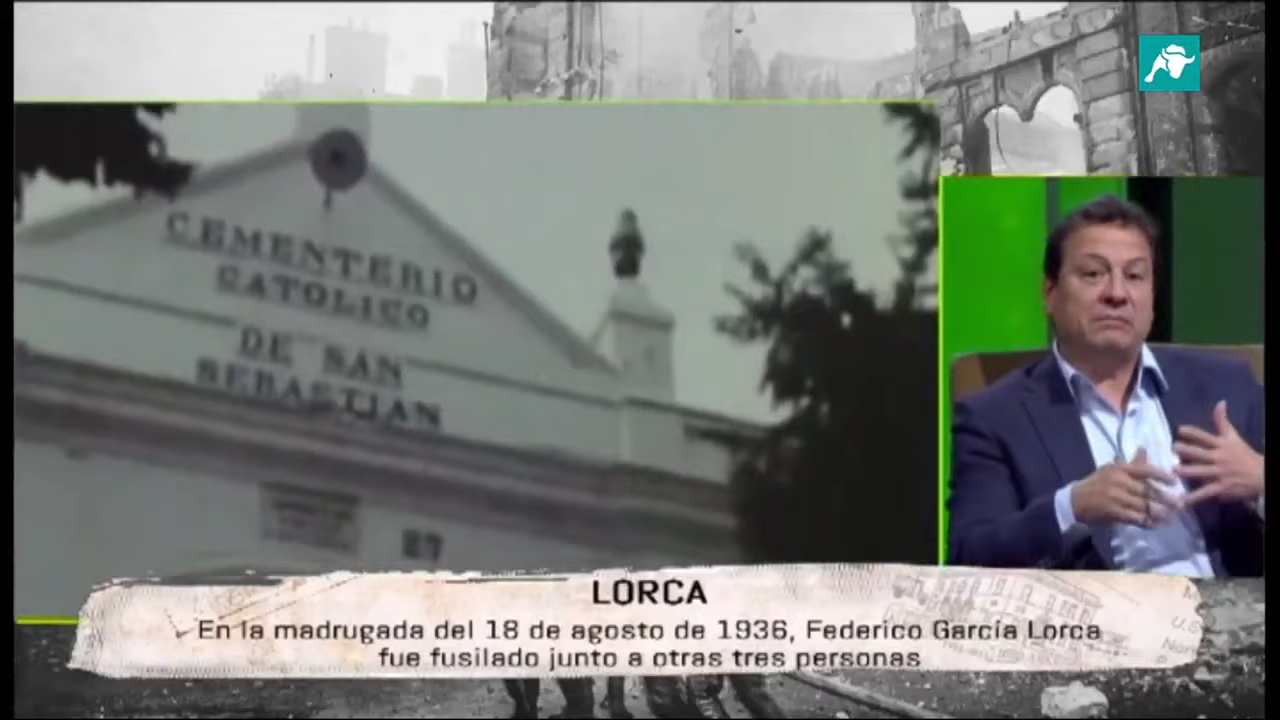 CEMENTERIO
CATOLICO
DE SAN
SEBASTIAN
LORCA
En la madrugada del 18 de agosto de 1936, Federico García Lorca
fue fusilado junto a otras tres personas